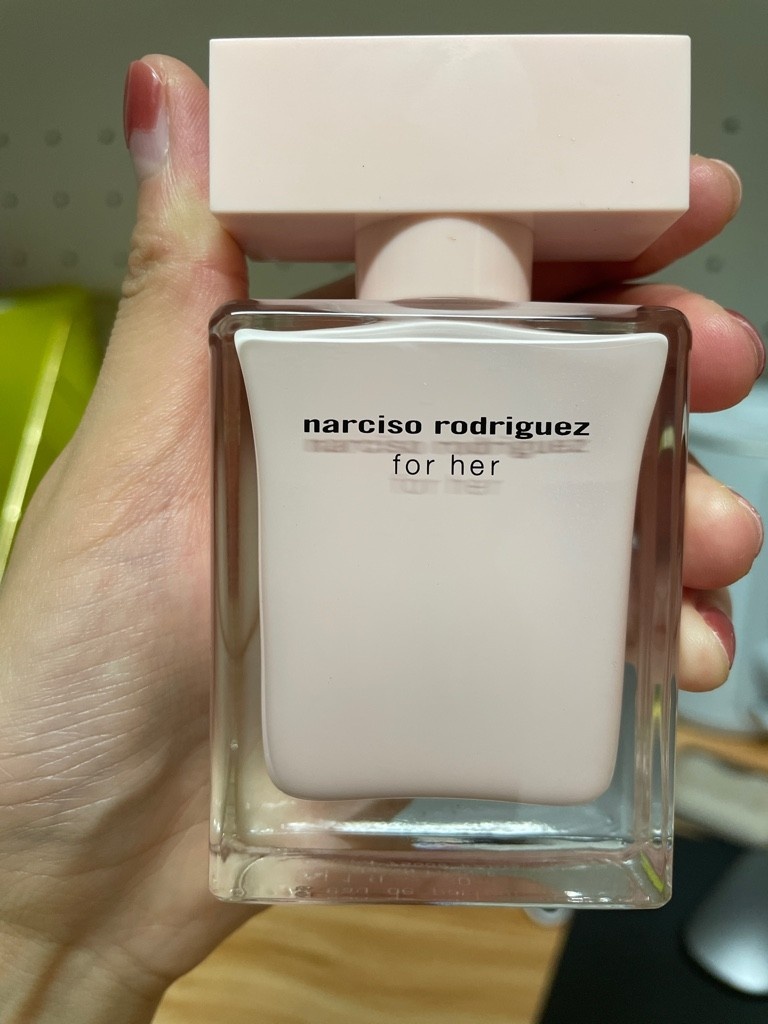 narciso rodriguez
for her